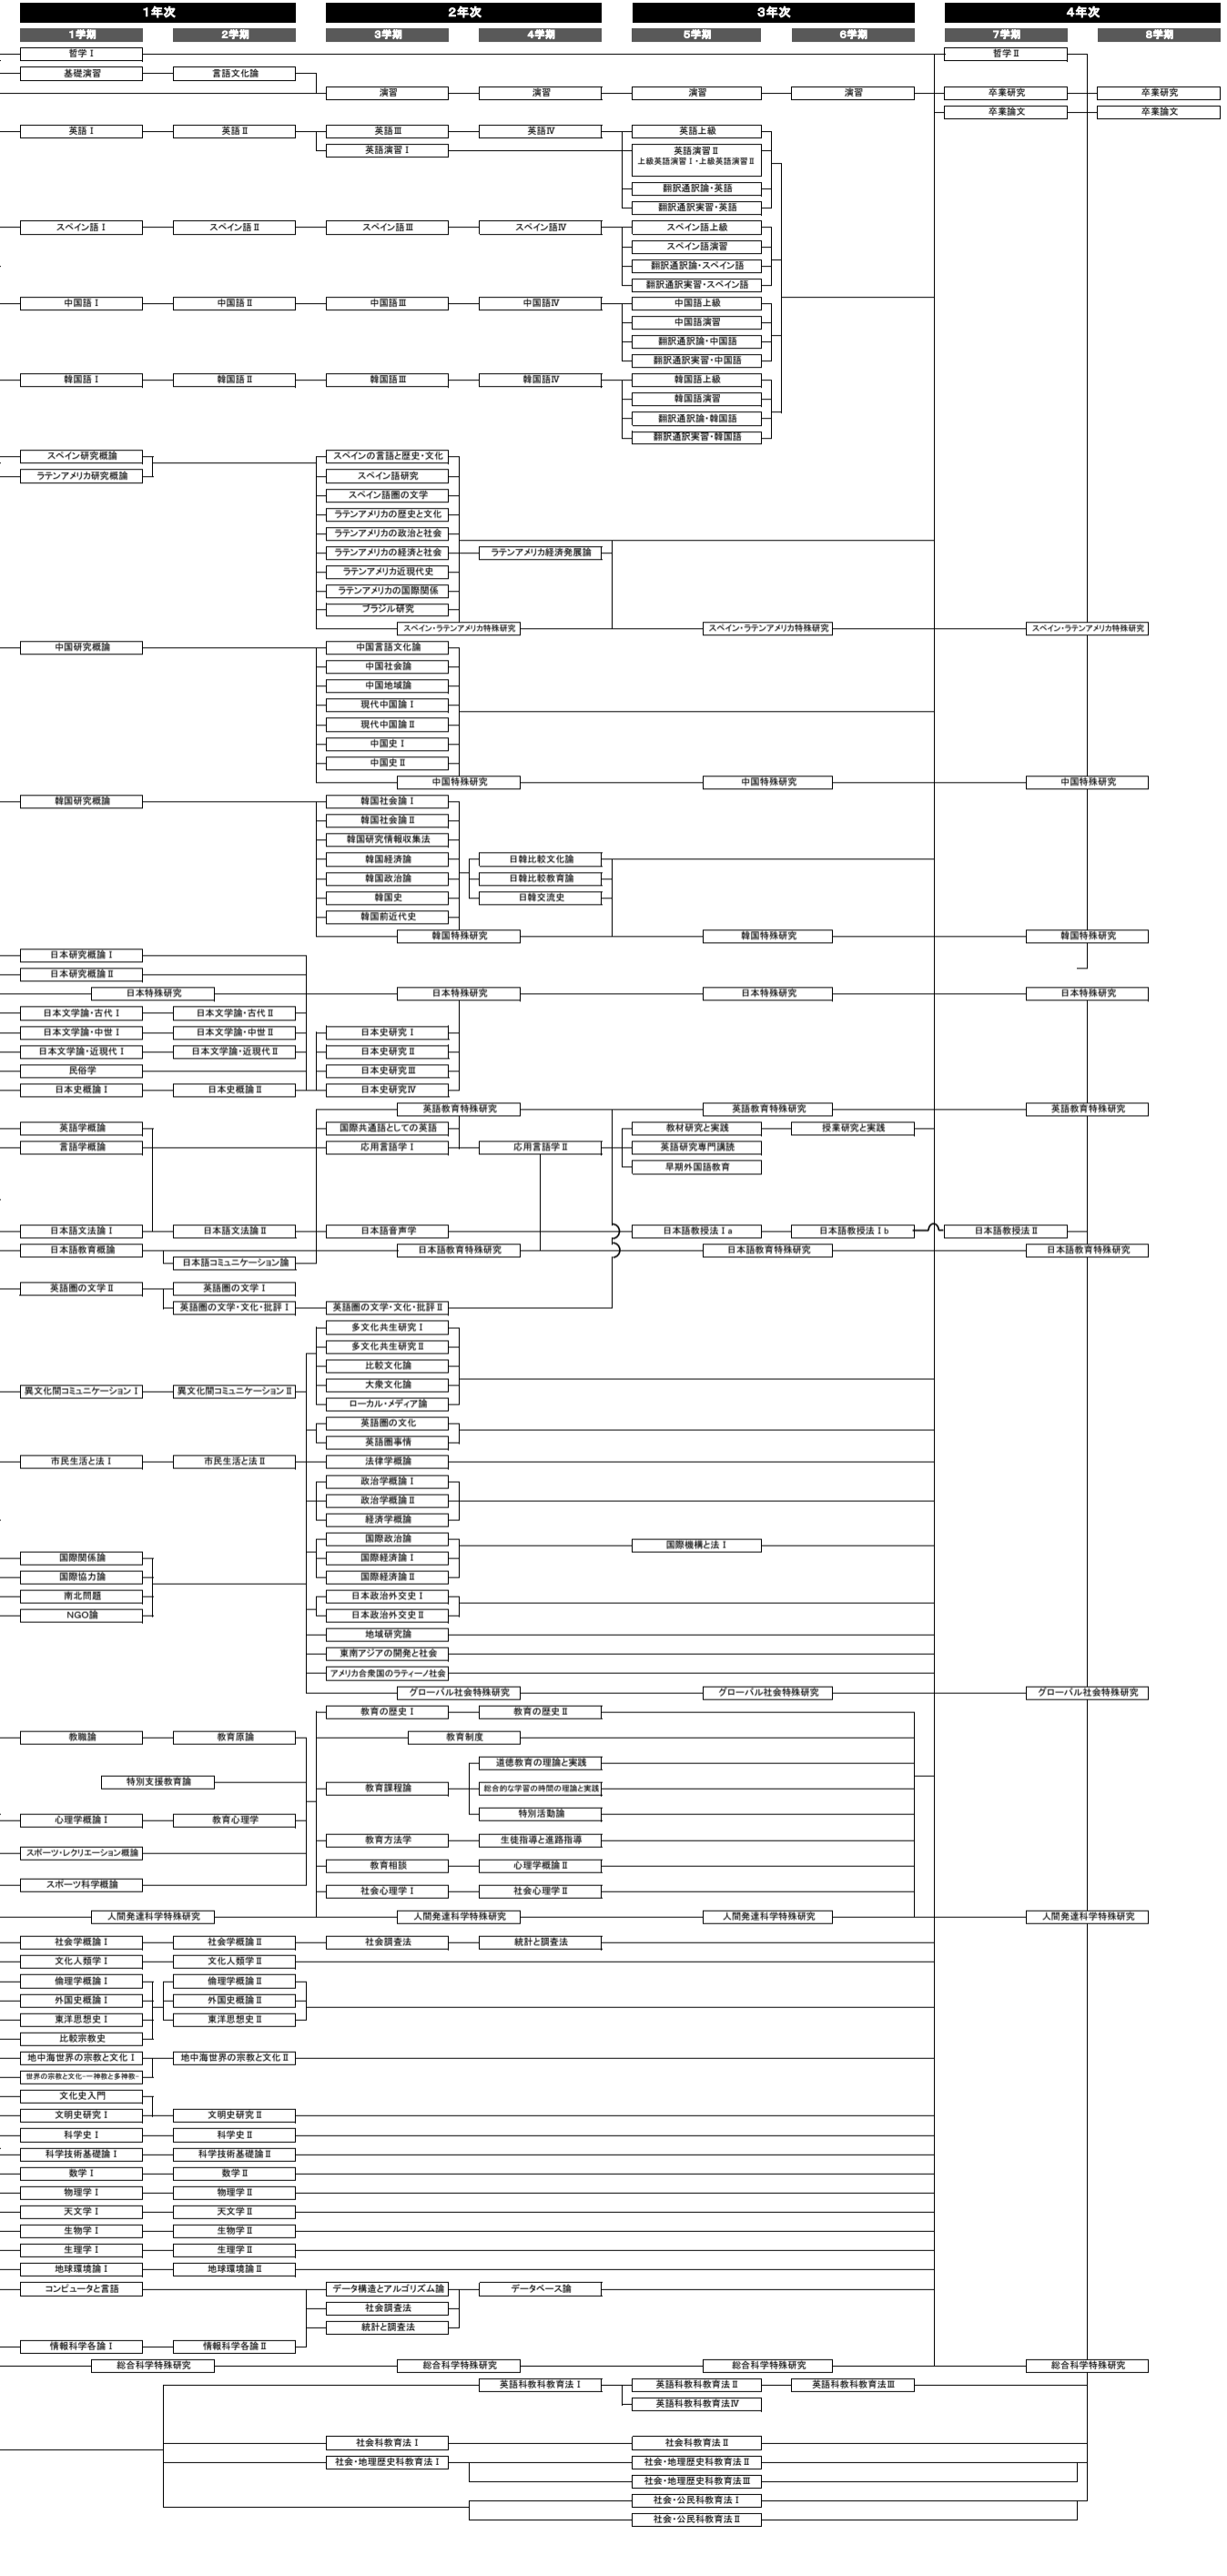 1年次 2年次 3年次 4年次
1学期 2学期 3学期 4学期 5学期 6学期 7学期 8学期
哲学Ⅰ 哲学Ⅱ
基礎演習 言語文化論
演習 演習 演習 演習 卒業研究 卒業研究
卒業論文 卒業論文
英語Ⅰ 英語Ⅱ 英語Ⅲ 英語Ⅳ 英語上級
英語演習Ⅰ 英語演習Ⅱ
上級英語演習Ⅰ・上級英語演習Ⅱ
翻訳通訳論・英語
翻訳通訳実習・英語
スペイン語Ⅰ スペイン語Ⅱ スペイン語Ⅲ スペイン語Ⅳ スペイン語上級
スペイン語演習
翻訳通訳論・スペイン語
翻訳通訳実習・スペイン語
中国語Ⅰ 中国語Ⅱ 中国語Ⅲ 中国語Ⅳ 中国語上級
中国語演習
翻訳通訳論・中国語
翻訳通訳実習・中国語
韓国語Ⅰ 韓国語Ⅱ 韓国語Ⅲ 韓国語Ⅳ 韓国語上級
韓国語演習
翻訳通訳論・韓国語
翻訳通訳実習・韓国語
スペイン研究概論 スペインの言語と歴史・文化
ラテンアメリカ研究概論 スペイン語研究
スペイン語圏の文学
ラテンアメリカの歴史と文化
ラテンアメリカの政治と社会
ラテンアメリカの経済と社会 ラテンアメリカ経済発展論
ラテンアメリカ近現代史
ラテンアメリカの国際関係
ブラジル研究
スペイン・ラテンアメリカ特殊研究 スペイン・ラテンアメリカ特殊研究 スペイン・ラテンアメリカ特殊研究
中国研究概論 中国言語文化論
中国社会論
中国地域論
現代中国論Ⅰ
現代中国論Ⅱ
中国史Ⅰ
中国史Ⅱ
中国特殊研究 中国特殊研究 中国特殊研究
韓国研究概論 韓国社会論Ⅰ
韓国社会論Ⅱ
韓国研究情報収集法
韓国経済論 日韓比較文化論
韓国政治論 日韓比較教育論
韓国史 日韓交流史
韓国前近代史
韓国特殊研究 韓国特殊研究 韓国特殊研究
日本研究概論Ⅰ
日本研究概論Ⅱ
日本特殊研究 日本特殊研究 日本特殊研究 日本特殊研究
日本文学論・古代Ⅰ 日本文学論・古代Ⅱ
日本文学論・中世Ⅰ 日本文学論・中世Ⅱ 日本史研究Ⅰ
日本文学論・近現代Ⅰ 日本文学論・近現代Ⅱ 日本史研究Ⅱ
民俗学 日本史研究Ⅲ
日本史概論Ⅰ 日本史概論Ⅱ 日本史研究Ⅳ
英語教育特殊研究 英語教育特殊研究 英語教育特殊研究
英語学概論 国際共通語としての英語 教材研究と実践 授業研究と実践
言語学概論 応用言語学Ⅰ 応用言語学Ⅱ 英語研究専門講読
早期外国語教育
日本語文法論Ⅰ 日本語文法論Ⅱ 日本語音声学 日本語教授法Ⅰa 日本語教授法Ⅰb 日本語教授法Ⅱ
日本語教育概論 日本語教育特殊研究 日本語教育特殊研究 日本語教育特殊研究
日本語コミュニケーション論
英語圏の文学Ⅱ 英語圏の文学Ⅰ
英語圏の文学・文化・批評Ⅰ 英語圏の文学・文化・批評Ⅱ
多文化共生研究Ⅰ
多文化共生研究Ⅱ
比較文化論
大衆文化論
異文化間コミュニケーションⅠ 異文化間コミュニケーションⅡ
ローカル・メディア論
英語圏の文化
英語圏事情
市民生活と法Ⅰ 市民生活と法Ⅱ 法律学概論
政治学概論Ⅰ
政治学概論Ⅱ
経済学概論
国際政治論 国際機構と法Ⅰ
国際関係論 国際経済論Ⅰ
国際協力論 国際経済論Ⅱ
南北問題 日本政治外交史Ⅰ
NGO論 日本政治外交史Ⅱ
地域研究論
東南アジアの開発と社会
アメリカ合衆国のラティーノ社会
グローバル社会特殊研究 グローバル社会特殊研究 グローバル社会特殊研究
教育の歴史Ⅰ 教育の歴史Ⅱ
教職論 教育原論 教育制度
道徳教育の理論と実践
特別支援教育論 教育課程論 総合的な学習の時間の理論と実践
特別活動論
心理学概論Ⅰ 教育心理学
教育方法学 生徒指導と進路指導
スポーツ・レクリエーション概論
教育相談 心理学概論Ⅱ
スポーツ科学概論 社会心理学Ⅰ 社会心理学Ⅱ
人間発達科学特殊研究 人間発達科学特殊研究 人間発達科学特殊研究 人間発達科学特殊研究
社会学概論Ⅰ 社会学概論Ⅱ 社会調査法 統計と調査法
文化人類学Ⅰ 文化人類学Ⅱ
倫理学概論Ⅰ 倫理学概論Ⅱ
外国史概論Ⅰ 外国史概論Ⅱ
東洋思想史Ⅰ 東洋思想史Ⅱ
比較宗教史
地中海世界の宗教と文化Ⅰ 地中海世界の宗教と文化Ⅱ
世界の宗教と文化-一神教と多神教-
文化史入門
文明史研究Ⅰ 文明史研究Ⅱ
科学史Ⅰ 科学史Ⅱ
科学技術基礎論Ⅰ 科学技術基礎論Ⅱ
数学Ⅰ 数学Ⅱ
物理学Ⅰ 物理学Ⅱ
天文学Ⅰ 天文学Ⅱ
生物学Ⅰ 生物学Ⅱ
生理学Ⅰ 生理学Ⅱ
地球環境論Ⅰ 地球環境論Ⅱ
コンピュータと言語 データ構造とアルゴリズム論 データベース論
社会調査法
統計と調査法
情報科学各論Ⅰ 情報科学各論Ⅱ
総合科学特殊研究 総合科学特殊研究 総合科学特殊研究 総合科学特殊研究
英語科教科教育法Ⅰ 英語科教科教育法Ⅱ 英語科教科教育法Ⅲ
英語科教科教育法Ⅳ
社会科教育法Ⅰ 社会科教育法Ⅱ
社会・地理歴史科教育法Ⅰ 社会・地理歴史科教育法Ⅱ
社会・地理歴史科教育法Ⅲ
社会・公民科教育法Ⅰ
社会・公民科教育法Ⅱ